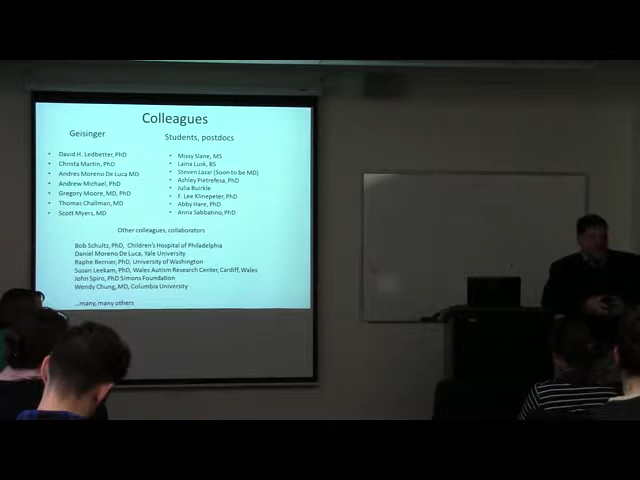 Colleagues
Geisinger
• David H. Ledbetter, PhD
• Christa Martin, PhD
• Andres Moreno De Luca MD
• Andrew Michael, PhD
• Gregory Moore, MD, PhD
• Thomas Challman, MD
• Scott Myers, MD
Students, postdocs
• Missy Slane, MS
• Laina Lusk, BS
• Steven Lazar (Soon to be MD)
• Ashley Pietrefesa, PhD
• Julia Buirkle
• F. Lee Klinepeter, PhD
• Abby Hare, PhD
• Anna Sabbatino, PhD
Other colleagues, collaborators
Bob Schultz, PhD, Children's Hospital of Philadelphia
Daniel Moreno De Luca, Yale University
Raphe Bernier, PhD, University of Washington
Susan Leekam, PhD, Wales Autism Research Center, Cardiff, Wales
John Spiro, PhD Simons Foundation
Wendy Chung, MD, Columbia University
...many, many others